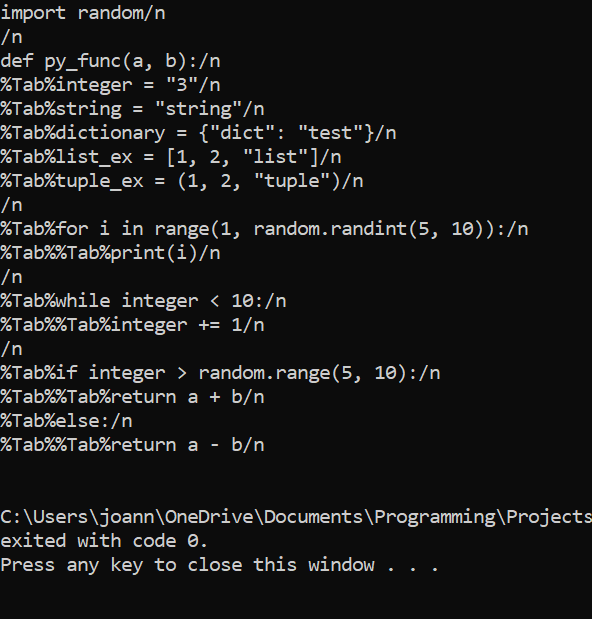 import random/n
/n
def py_func(a, b):/n
%Tab%integer = "3"/n
%Tab%string = "string"/n
%Tab%dictionary = {"dict": "test"}/n
%Tab%list_ex = [1, 2, "list"]/n
%Tab%tuple_ex = (1, 2, "tuple")/n
/n
%Tab%for i in range(1, random.randint(5, 10)):/n
%Tab%%Tab%print(i)/n
/n
%Tab%while integer < 10:/n
%Tab%%Tab%integer += 1/n
/n
%Tab%if integer > random.range(5, 10):/n
%Tab%%Tab%return a + b/n
%Tab%else:/n
%Tab%%Tab%return a - b/n
C:\Users\joann\OneDrive\Documents\Programming\Projects
exited with code 0.
Press any key to close this window . . .